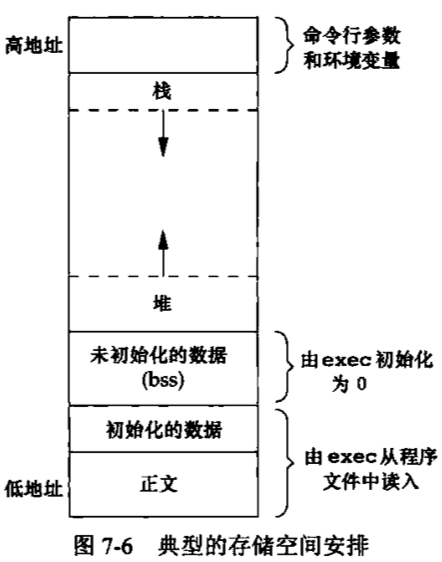 高地址
命令行参数
和环境变量
栈
堆
未初始化的数据
(bss)
由exec初始化
为 0
初始化的数据
由exec从程序
文件中读入
低地址
正文
图 7-6 典型的存储空间安排